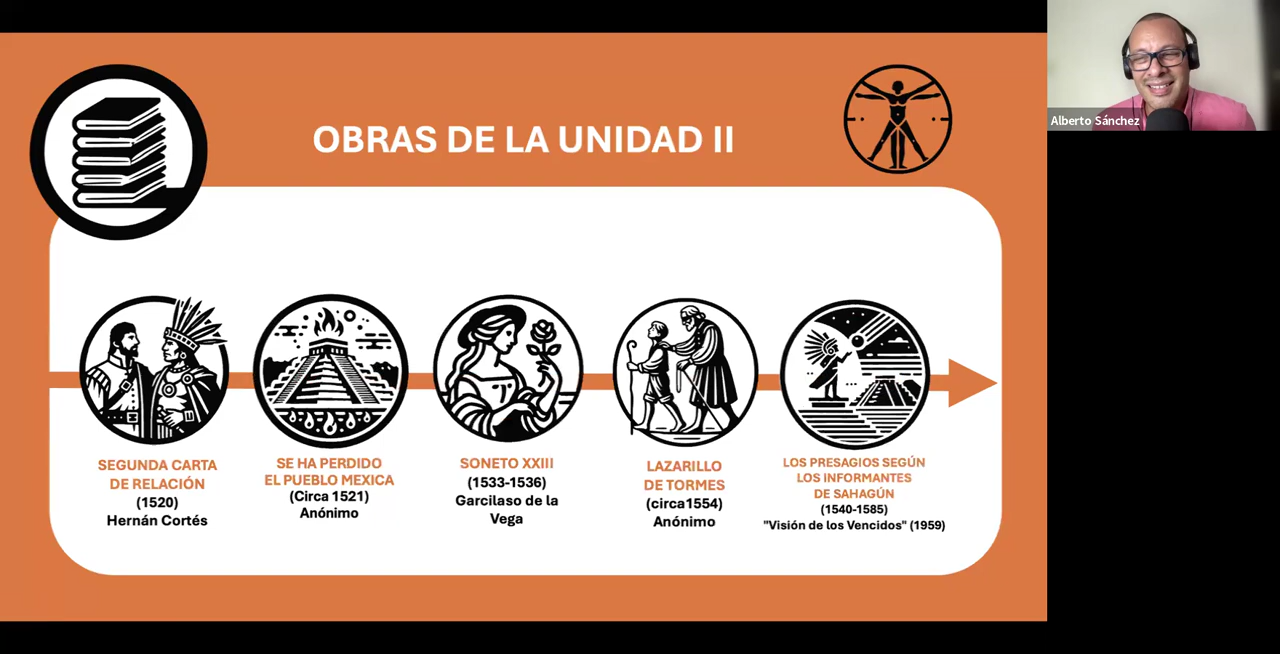 OBRAS DE LA UNIDAD II
Alberto Sánchez
SEGUNDA CARTA
DE RELACIÓN
(1520)
Hernán Cortés
SE HA PERDIDO
EL PUEBLO MEXICA
(Circa 1521)
Anónimo
SONETO XXIII
(1533-1536)
Garcilaso de la
Vega
LAZARILLO
DE TORMES
(circa1554)
Anónimo
LOS PRESAGIOS SEGÚN
LOS INFORMANTES
DE SAHAGÚN
(1540-1585)
"Visión de los Vencidos" (1959)